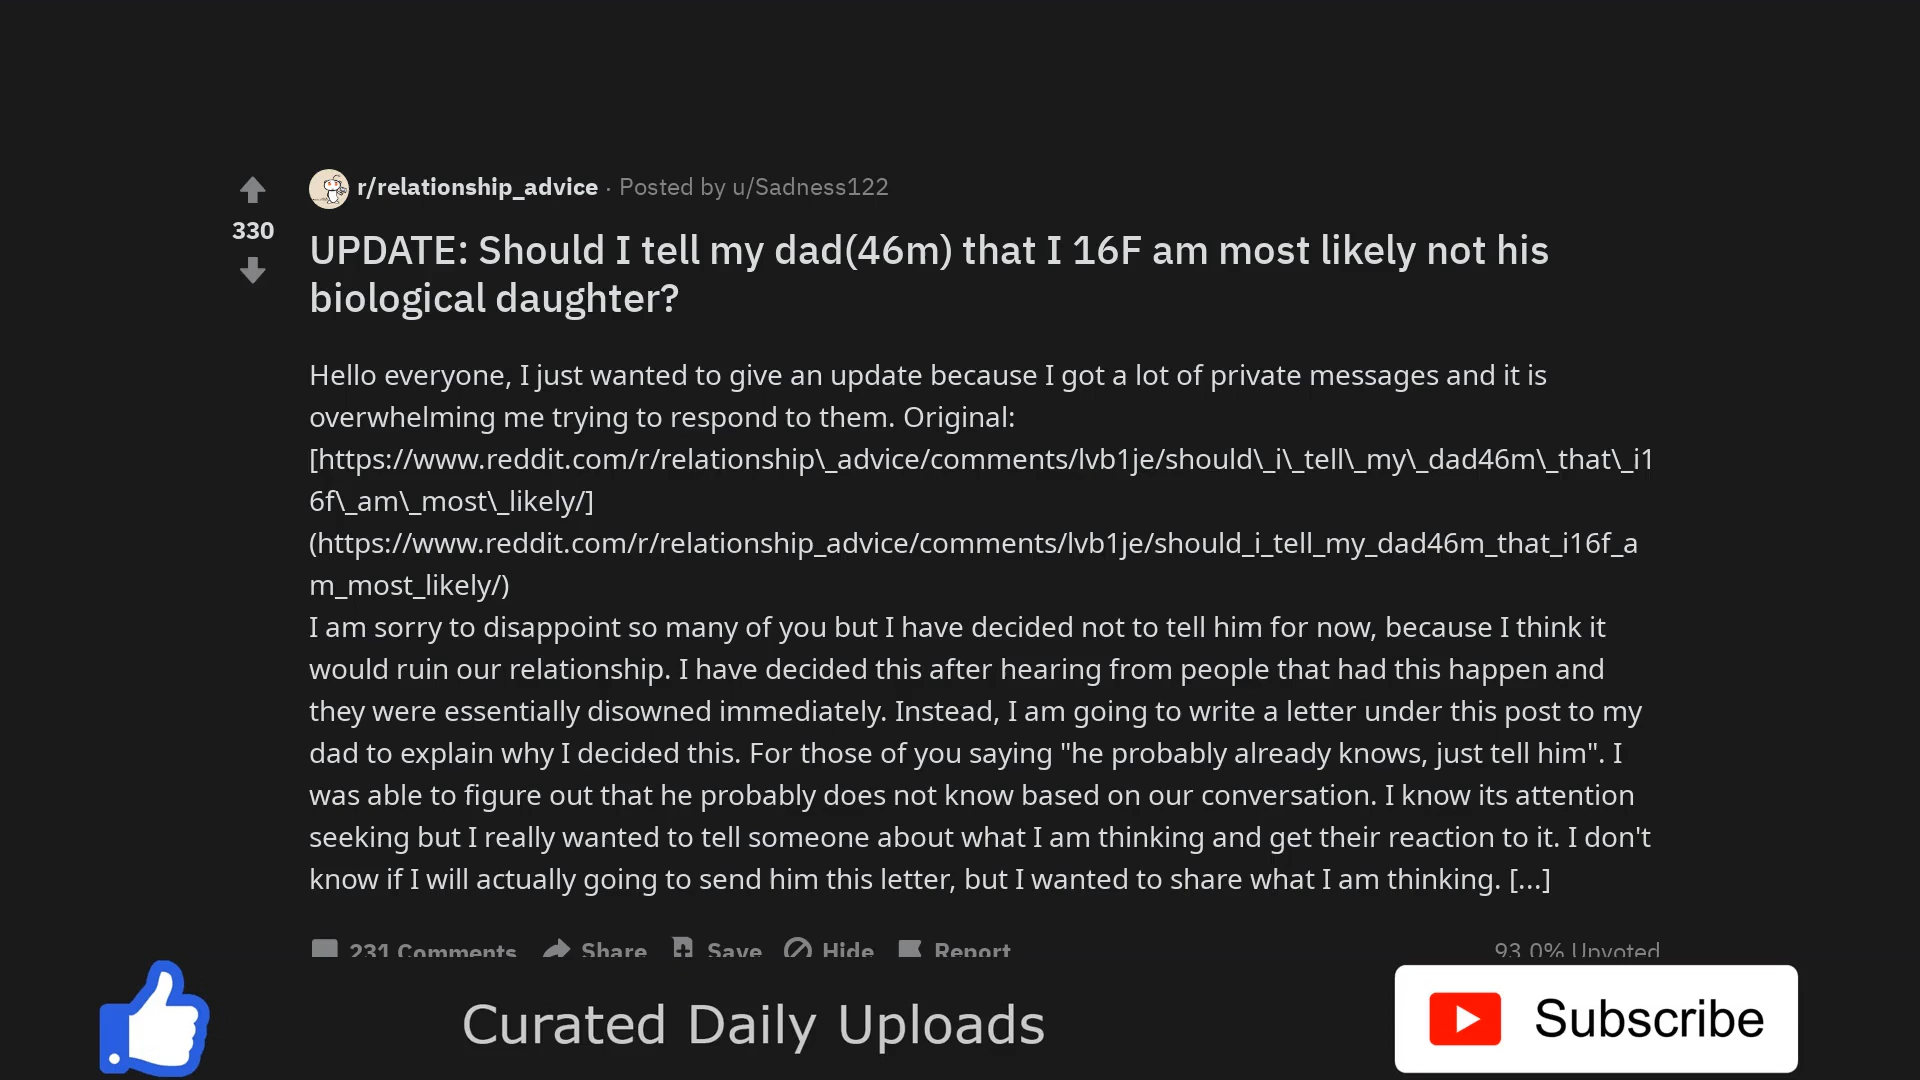 r/relationship_advice · Posted by u/Sadness122
330
UPDATE: Should I tell my dad(46m) that I 16F am most likely not his
biological daughter?
Hello everyone, I just wanted to give an update because I got a lot of private messages and it is
overwhelming me trying to respond to them. Original:
[https://www.reddit.com/r/relationship\_advice/comments/lvb1je/should\_i\_tell\_my\_dad46m\_that\_i1
6f\_am\_most\_likely/]
(https://www.reddit.com/r/relationship_advice/comments/lvb1je/should_i_tell_my_dad46m_that_i16f_a
m_most_likely/)
I am sorry to disappoint so many of you but I have decided not to tell him for now, because I think it
would ruin our relationship. I have decided this after hearing from people that had this happen and
they were essentially disowned immediately. Instead, I am going to write a letter under this post to my
dad to explain why I decided this. For those of you saying "he probably already knows, just tell him". I
was able to figure out that he probably does not know based on our conversation. I know its attention
seeking but I really wanted to tell someone about what I am thinking and get their reaction to it. I don't
know if I will actually going to send him this letter, but I wanted to share what I am thinking. [...]
231 Comments Share Save Hide Report 93.0% Upvoted
Curated Daily Uploads
Subscribe